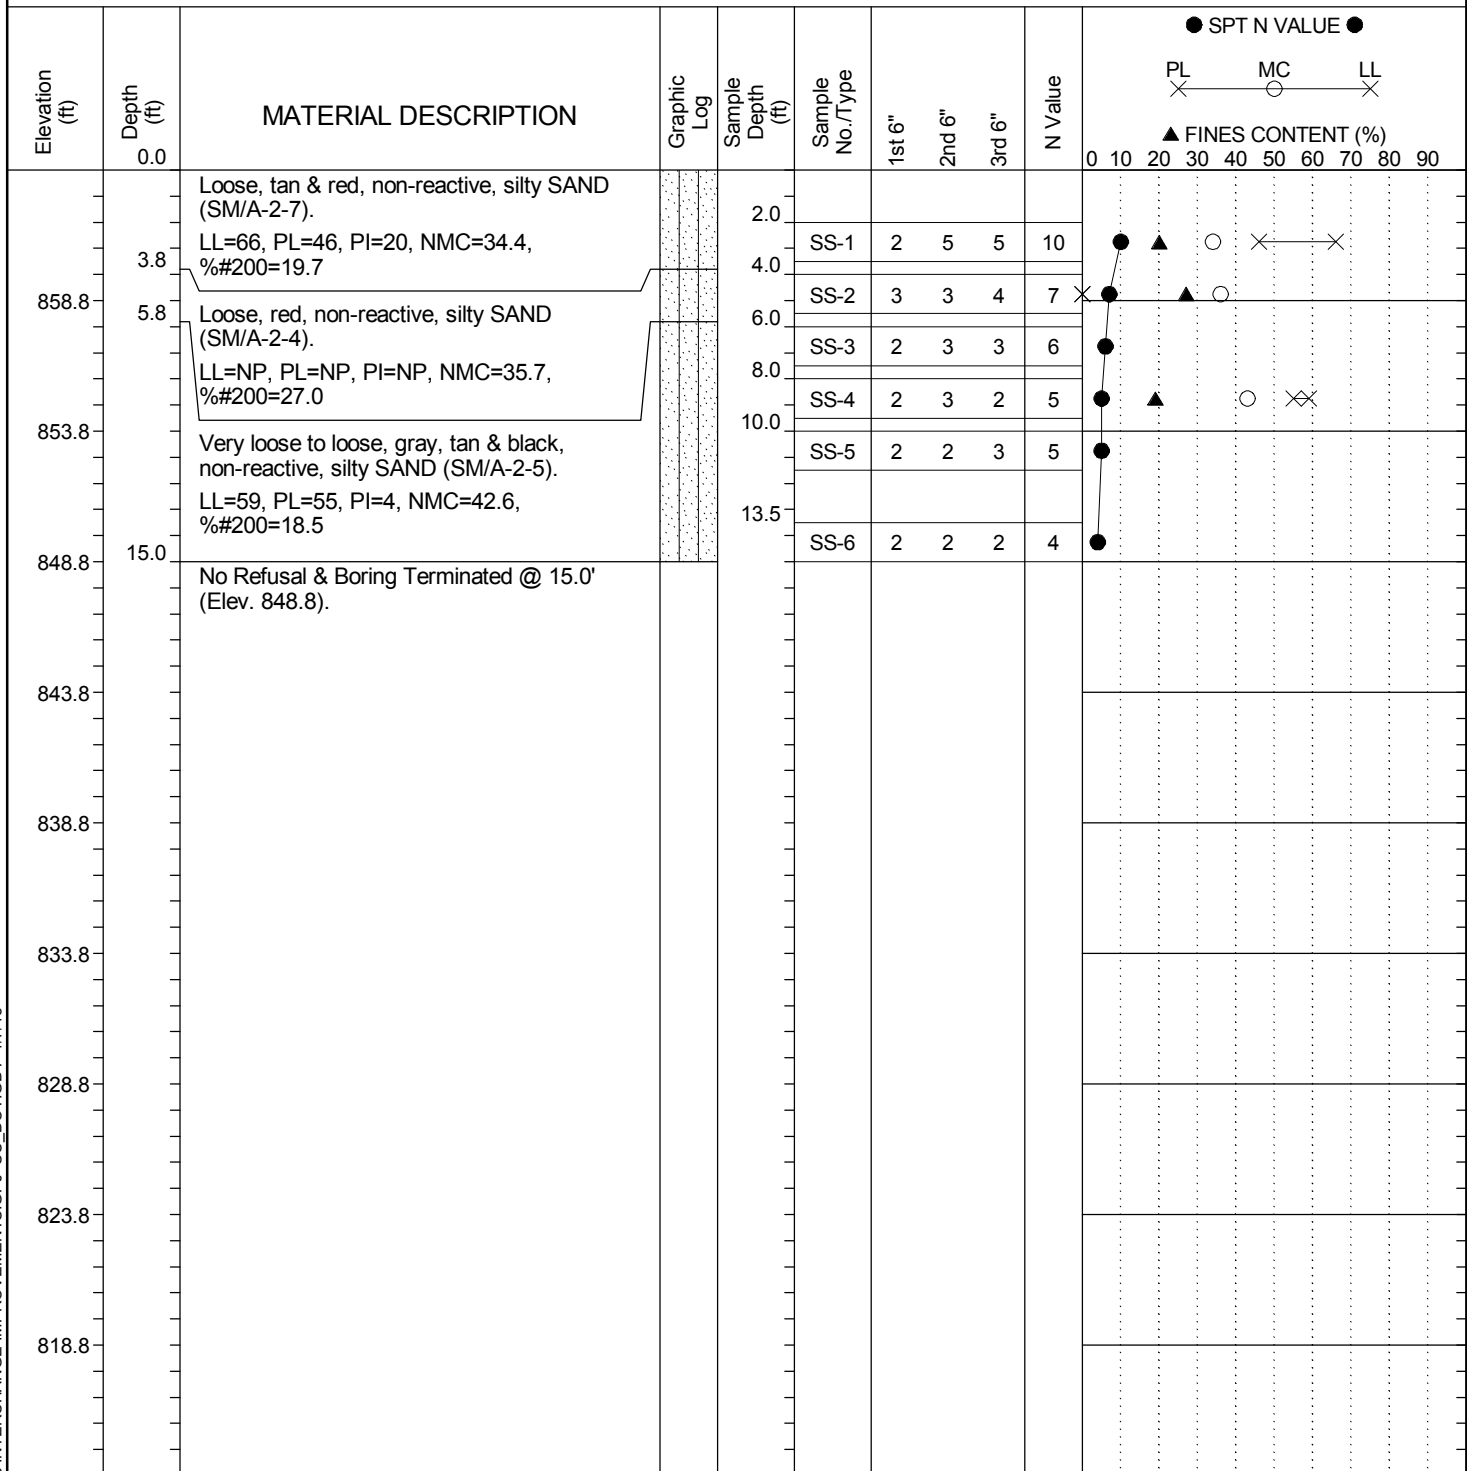 ● SPT N VALUE ●
PL MC LL
▲ FINES CONTENT (%)
Elevation (ft)
Depth (ft)
0.0
MATERIAL DESCRIPTION
Graphic Log
Sample Depth (ft)
Sample No./Type
1st 6"
2nd 6"
3rd 6"
N Value
0 10 20 30 40 50 60 70 80 90
Loose, tan & red, non-reactive, silty SAND
(SM/A-2-7).
2.0
LL=66, PL=46, PI=20, NMC=34.4,
%#200=19.7
SS-1 2 5 5 10
3.8
4.0
858.8
SS-2 3 3 4 7
5.8
Loose, red, non-reactive, silty SAND
(SM/A-2-4).
6.0
SS-3 2 3 3 6
LL=NP, PL=NP, PI=NP, NMC=35.7,
%#200=27.0
8.0
SS-4 2 3 2 5
10.0
853.8
Very loose to loose, gray, tan & black,
non-reactive, silty SAND (SM/A-2-5).
SS-5 2 2 3 5
LL=59, PL=55, PI=4, NMC=42.6,
%#200=18.5
13.5
SS-6 2 2 2 4
15.0
848.8
No Refusal & Boring Terminated @ 15.0'
(Elev. 848.8).
843.8
838.8
833.8
828.8
823.8
818.8